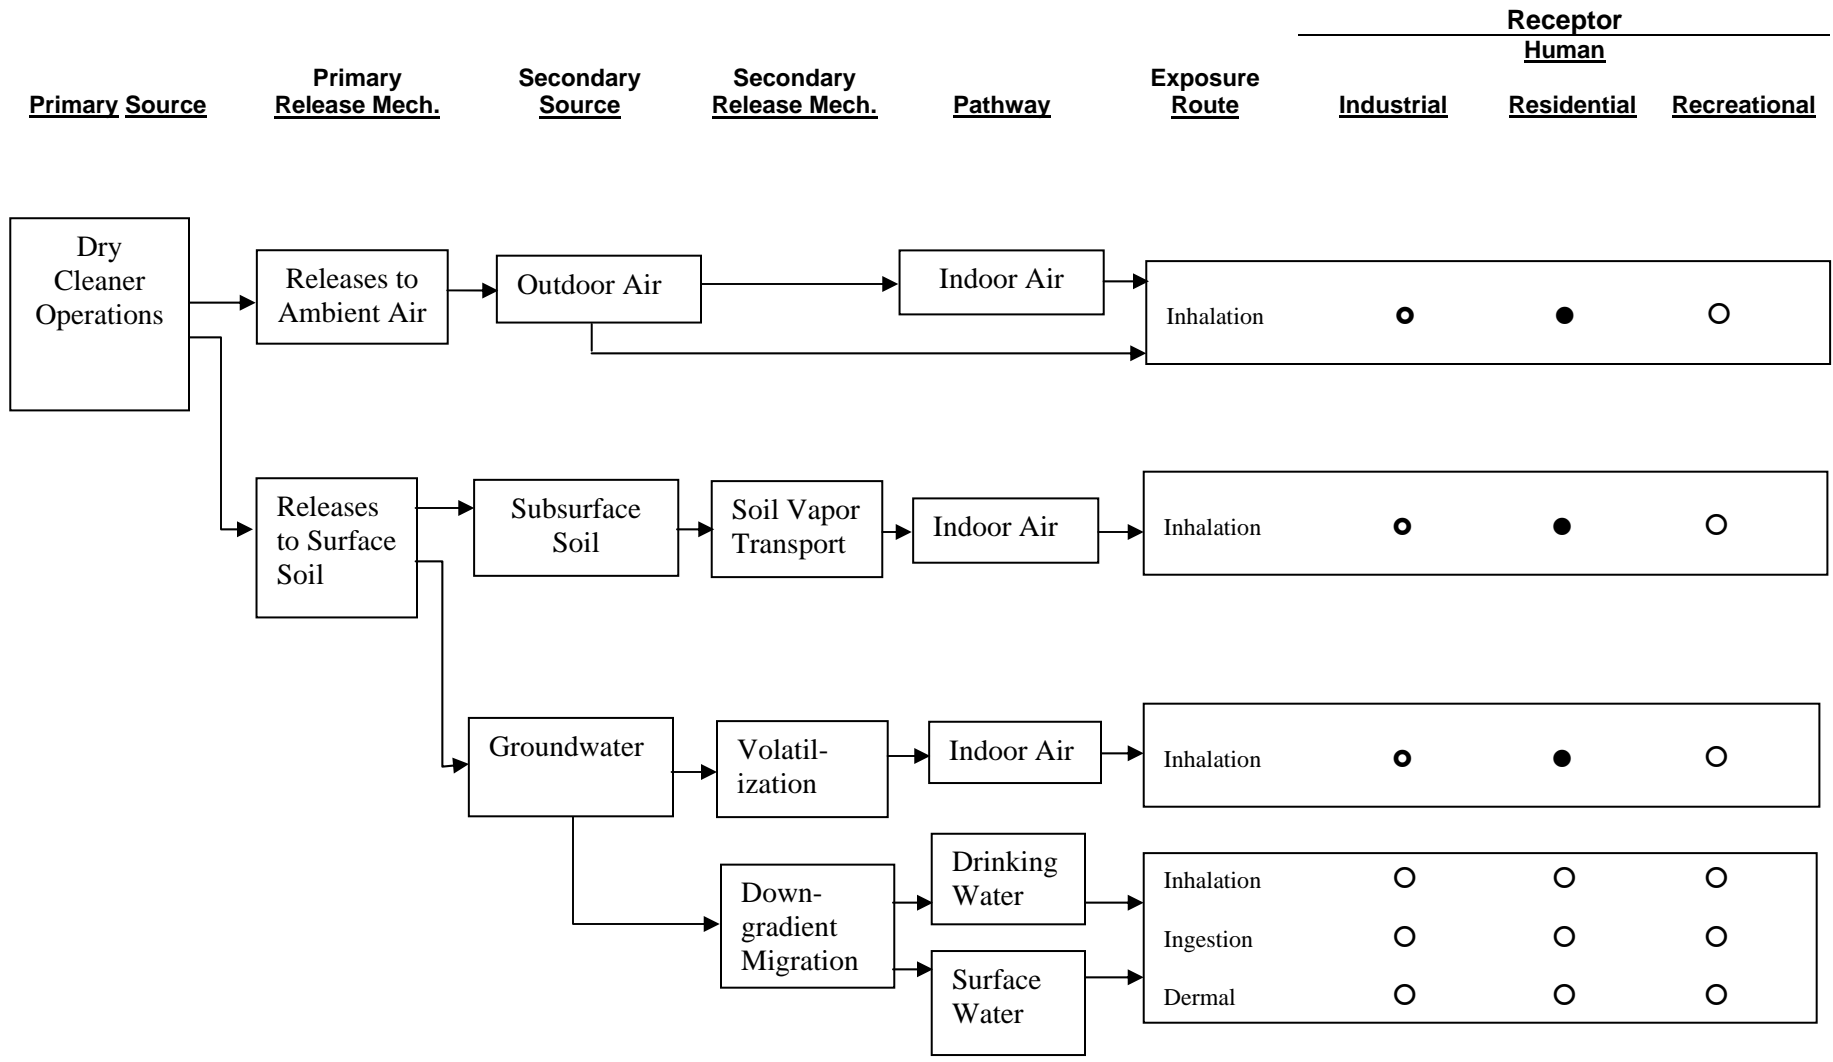 Receptor
Human
Primary Source
Primary
Release Mech.
Secondary
Source
Secondary
Release Mech.
Pathway
Exposure
Route
Industrial
Residential
Recreational
Dry
Cleaner
Operations
Releases to
Ambient Air
Outdoor Air
Indoor Air
Inhalation
Releases
to Surface
Soil
Subsurface
Soil
Soil Vapor
Transport
Indoor Air
Inhalation
Groundwater
Volatil-
ization
Indoor Air
Inhalation
Down-
gradient
Migration
Drinking
Water
Surface
Water
Inhalation
Ingestion
Dermal